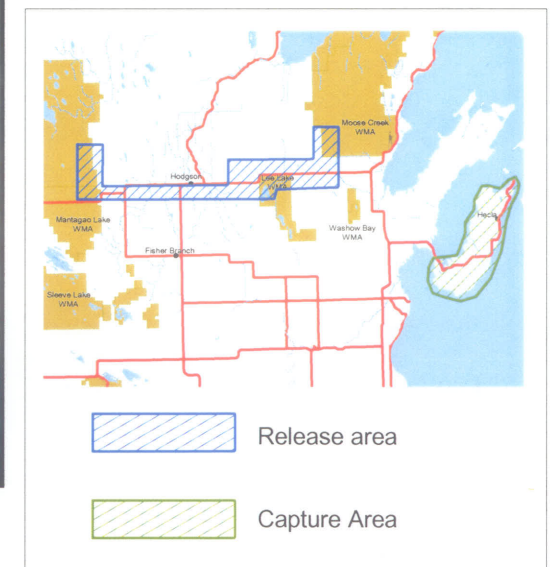 Moose Creek
WMA
Hodgson
Lee Lake
WMA
Hecla
Mantagao Lake
WMA
Washow Bay
WMA
Fisher Branch
Sleeve Lake
WMA
Release area
Capture Area